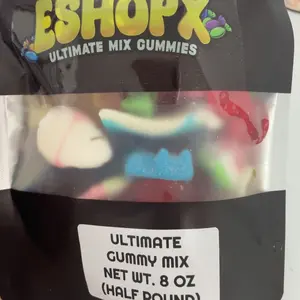 ESHOPX
ULTIMATE MIX GUMMIES
ULTIMATE
GUMMY MIX
NET WT. 8 OZ
(HALF POUND)